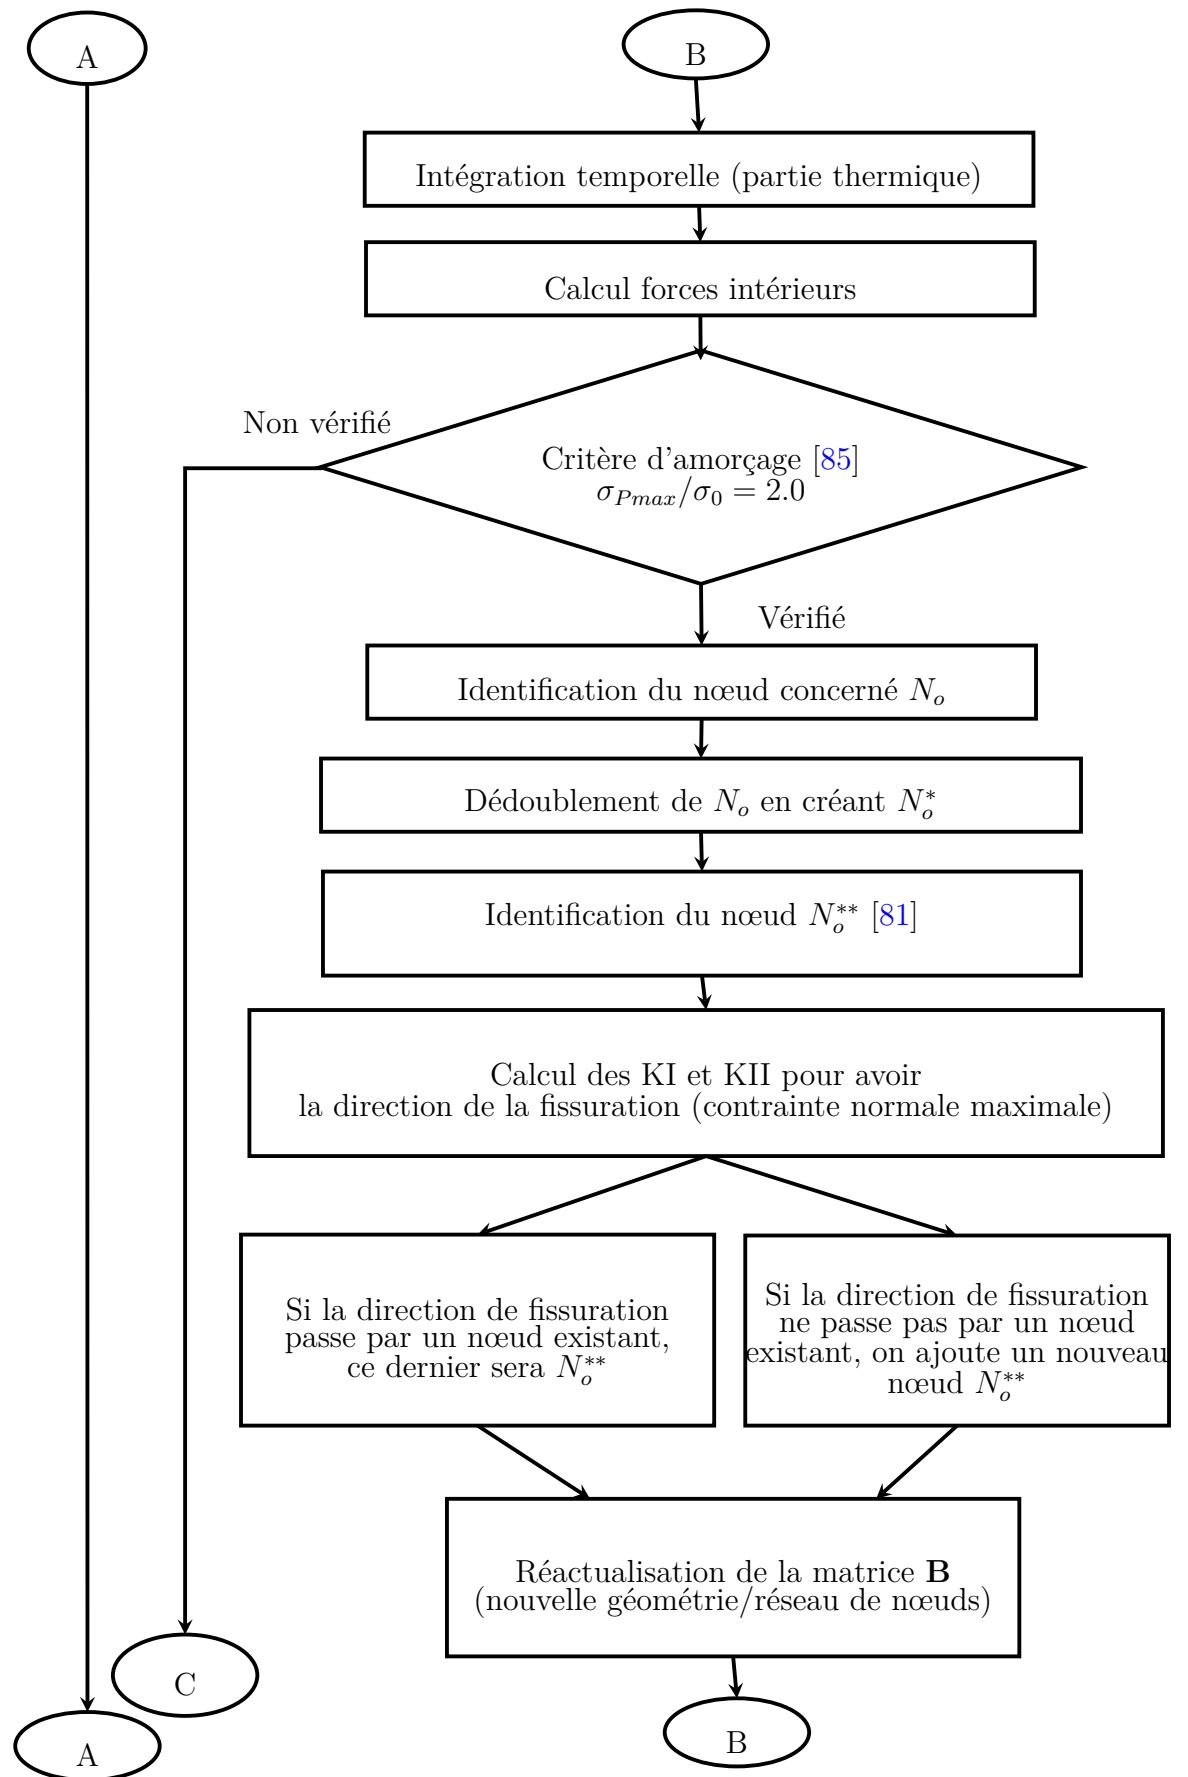 A
B
Intégration temporelle (partie thermique)
Calcul forces intérieurs
Non vérifié
Critère d'amorçage [85]
σ_{Pmax}/σ_0 = 2.0
Vérifié
Identification du nœud concerné N_o
Dédoublement de N_o en créant N_o^*
Identification du nœud N_o^{**} [81]
Calcul des KI et KII pour avoir
la direction de la fissuration (contrainte normale maximale)
Si la direction de fissuration
passe par un nœud existant,
ce dernier sera N_o^{**}
Si la direction de fissuration
ne passe pas par un nœud
existant, on ajoute un nouveau
nœud N_o^{**}
Réactualisation de la matrice B
(nouvelle géométrie/réseau de nœuds)
C
B
A